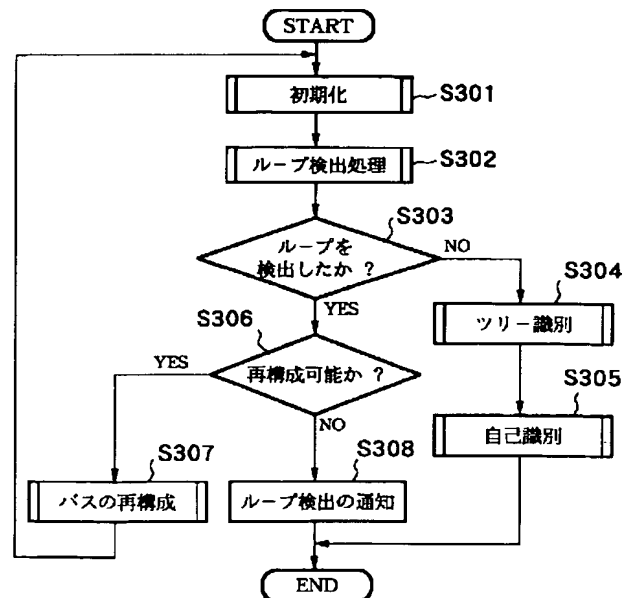 START
初期化
S301
ループ検出処理
S302
S303
ループを
検出したか ?
NO
YES
S304
ツリー識別
S306
再構成可能か ?
YES
NO
S305
自己識別
S307
バスの再構成
S308
ループ検出の通知
END